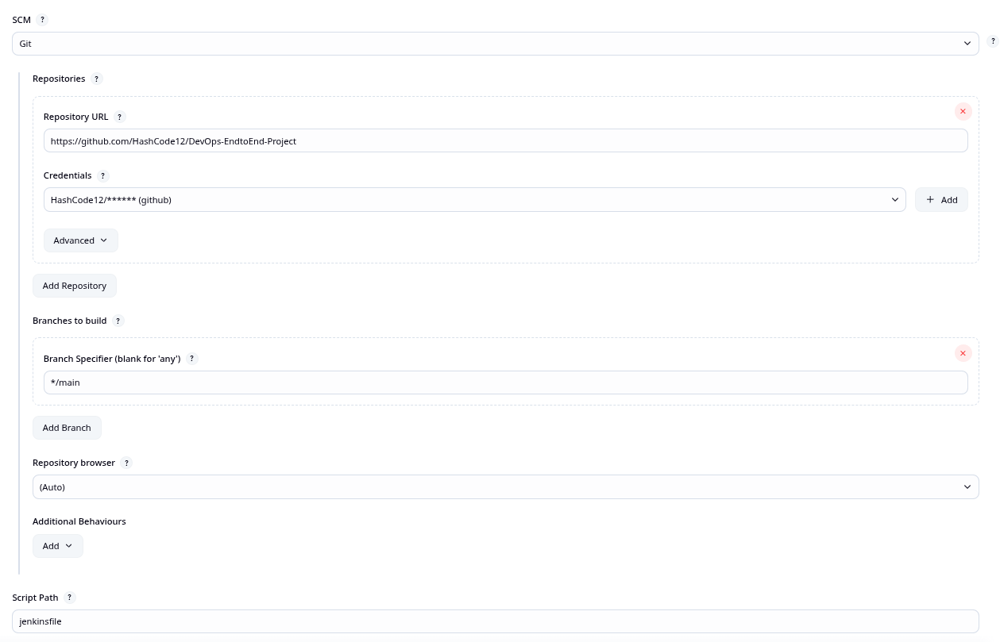 SCM ?
Git
?
Repositories ?
Repository URL ?
https://github.com/HashCode12/DevOps-EndtoEnd-Project
Credentials ?
HashCode12/****** (github)
+ Add
Advanced
Add Repository
Branches to build ?
Branch Specifier (blank for 'any') ?
*/main
Add Branch
Repository browser ?
(Auto)
Additional Behaviours
Add
Script Path ?
jenkinsfile